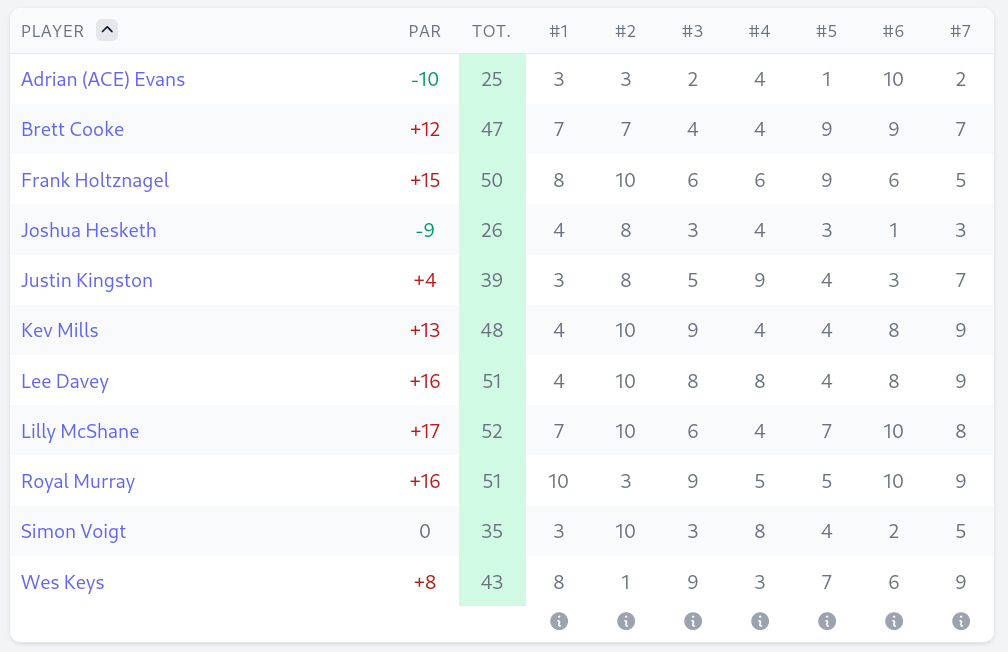 PLAYER PAR TOT. #1 #2 #3 #4 #5 #6 #7
Adrian (ACE) Evans -10 25 3 3 2 4 1 10 2
Brett Cooke +12 47 7 7 4 4 9 9 7
Frank Holtznagel +15 50 8 10 6 6 9 6 5
Joshua Hesketh -9 26 4 8 3 4 3 1 3
Justin Kingston +4 39 3 8 5 9 4 3 7
Kev Mills +13 48 4 10 9 4 4 8 9
Lee Davey +16 51 4 10 8 8 4 8 9
Lilly McShane +17 52 7 10 6 4 7 10 8
Royal Murray +16 51 10 3 9 5 5 10 9
Simon Voigt 0 35 3 10 3 8 4 2 5
Wes Keys +8 43 8 1 9 3 7 6 9